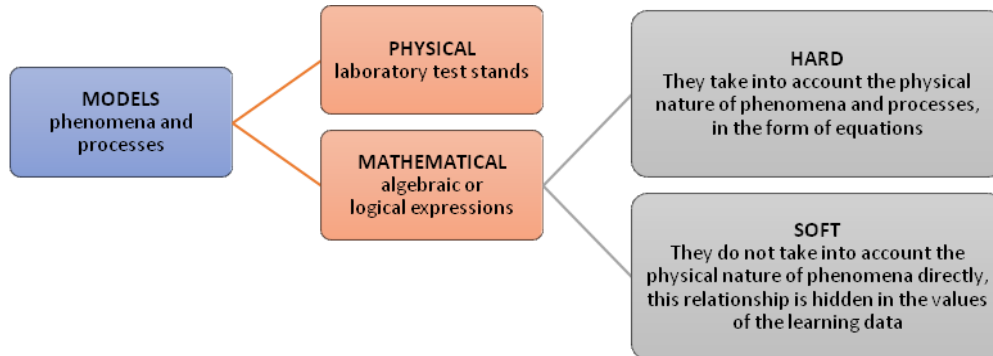 MODELS
phenomena and
processes
PHYSICAL
laboratory test stands
MATHEMATICAL
algebraic or
logical expressions
HARD
They take into account the physical
nature of phenomena and processes,
in the form of equations
SOFT
They do not take into account the
physical nature of phenomena directly,
this relationship is hidden in the values
of the learning data